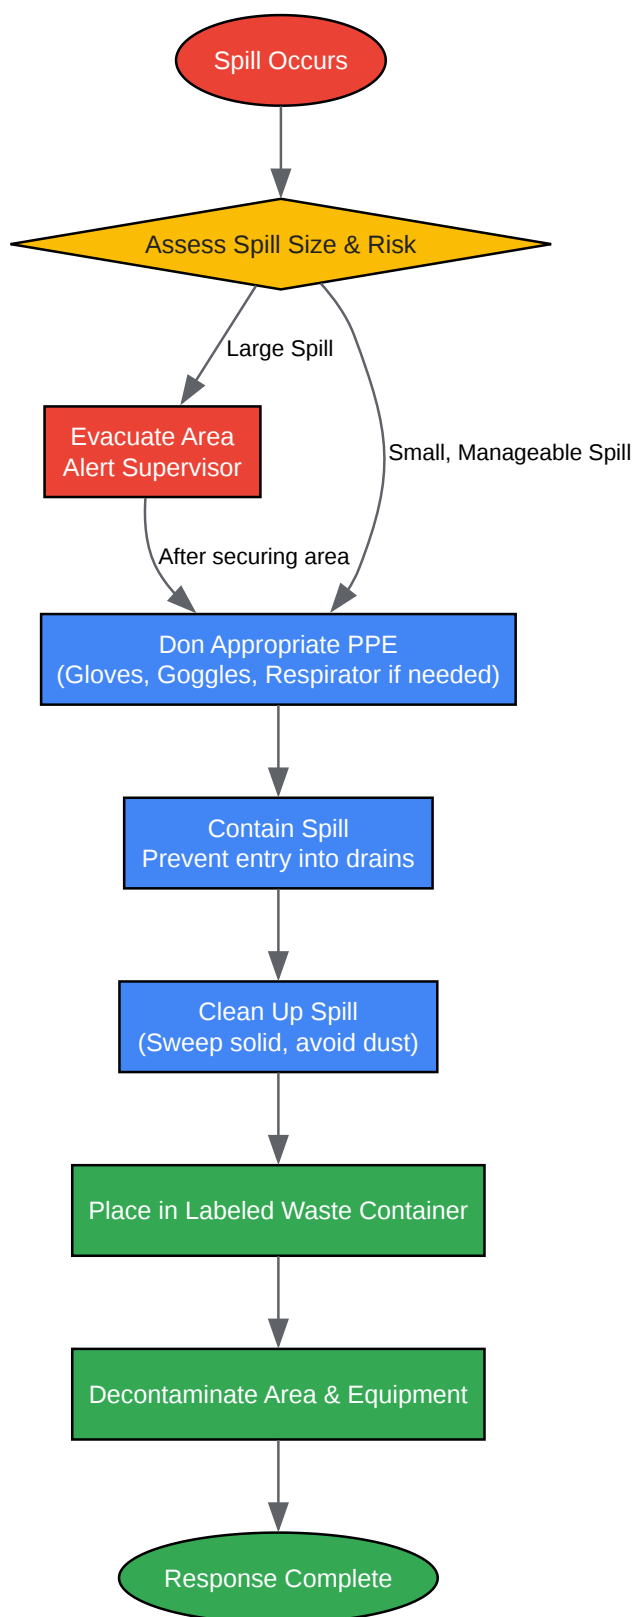 Spill Occurs
Assess Spill Size & Risk
Large Spill
Evacuate Area
Alert Supervisor
Small, Manageable Spill
After securing area
Don Appropriate PPE
(Gloves, Goggles, Respirator if needed)
Contain Spill
Prevent entry into drains
Clean Up Spill
(Sweep solid, avoid dust)
Place in Labeled Waste Container
Decontaminate Area & Equipment
Response Complete